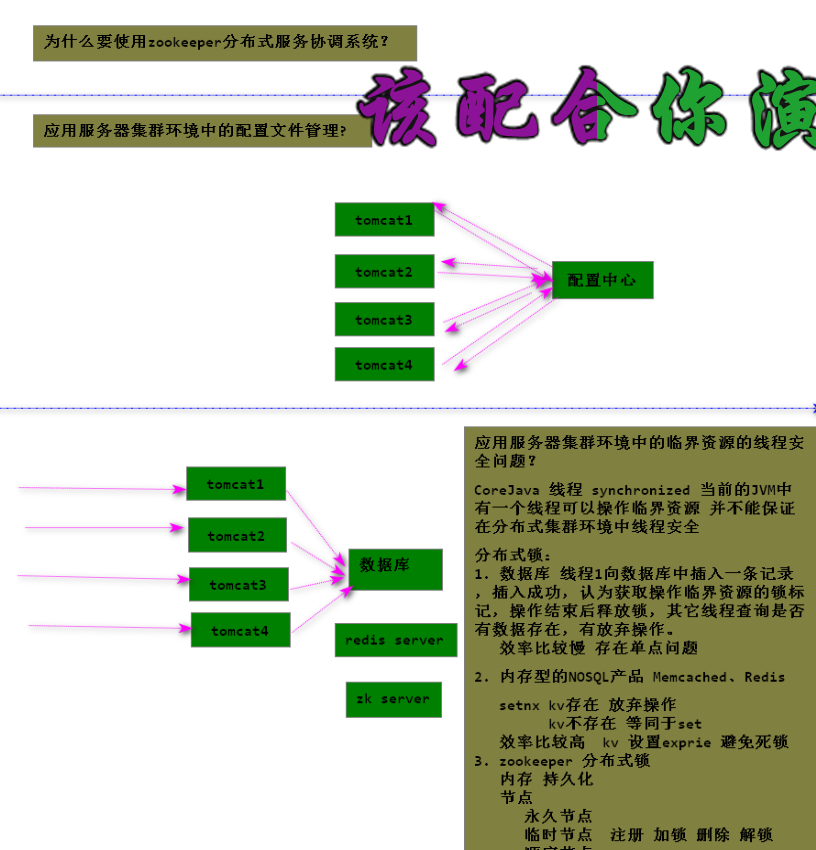 为什么要使用zookeeper分布式服务协调系统？
该配合你演
应用服务器集群环境中的配置文件管理?
tomcat1
tomcat2
配置中心
tomcat3
tomcat4
应用服务器集群环境中的临界资源的线程安
全问题？
CoreJava 线程 synchronized 当前的JVM中
有一个线程可以操作临界资源 并不能保证
在分布式集群环境中线程安全
分布式锁：
1. 数据库 线程1向数据库中插入一条记录
，插入成功，认为获取操作临界资源的锁标
记，操作结束后释放锁，其它线程查询是否
有数据存在，有放弃操作。
效率比较慢 存在单点问题
2. 内存型的NOSQL产品 Memcached、Redis
setnx kv存在 放弃操作
kv不存在 等同于set
效率比较高 kv 设置exprie 避免死锁
3. zookeeper 分布式锁
内存 持久化
节点
永久节点
临时节点 注册 加锁 删除 解锁
tomcat1
tomcat2
数据库
tomcat3
tomcat4
redis server
zk server